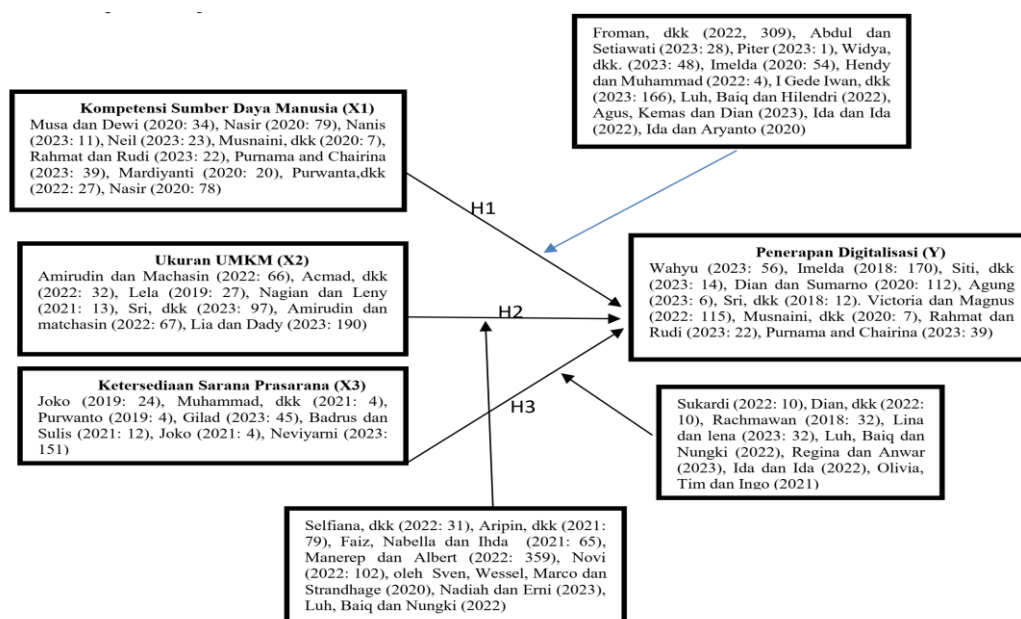 Froman, dkk (2022, 309), Abdul dan
Setiawati (2023: 28), Piter (2023: 1), Widya,
dkk. (2023: 48), Imelda (2020: 54), Hendy
dan Muhammad (2022: 4), I Gede Iwan, dkk
(2023: 166), Luh, Baiq dan Hilendri (2022),
Agus, Kemas dan Dian (2023), Ida dan Ida
(2022), Ida dan Aryanto (2020)
Kompetensi Sumber Daya Manusia (X1)
Musa dan Dewi (2020: 34), Nasir (2020: 79), Nanis
(2023: 11), Neil (2023: 23), Musnaini, dkk (2020: 7),
Rahmat dan Rudi (2023: 22), Purnama and Chairina
(2023: 39), Mardiyanti (2020: 20), Purwanta,dkk
(2022: 27), Nasir (2020: 78)
H1
Ukuran UMKM (X2)
Amirudin dan Machasin (2022: 66), Acmad, dkk
(2022: 32), Lela (2019: 27), Nagian dan Leny
(2021: 13), Sri, dkk (2023: 97), Amirudin dan
matchasin (2022: 67), Lia dan Dady (2023: 190)
H2
Penerapan Digitalisasi (Y)
Wahyu (2023: 56), Imelda (2018: 170), Siti, dkk
(2023: 14), Dian dan Sumarno (2020: 112), Agung
(2023: 6), Sri, dkk (2018: 12). Victoria dan Magnus
(2022: 115), Musnaini, dkk (2020: 7), Rahmat dan
Rudi (2023: 22), Purnama and Chairina (2023: 39)
Ketersediaan Sarana Prasarana (X3)
Joko (2019: 24), Muhammad, dkk (2021: 4),
Purwanto (2019: 4), Gilad (2023: 45), Badrus dan
Sulis (2021: 12), Joko (2021: 4), Neviyarni (2023:
151)
H3
Sukardi (2022: 10), Dian, dkk (2022:
10), Rachmawan (2018: 32), Lina
dan lena (2023: 32), Luh, Baiq dan
Nungki (2022), Regina dan Anwar
(2023), Ida dan Ida (2022), Olivia,
Tim dan Ingo (2021)
Selfiana, dkk (2022: 31), Aripin, dkk (2021:
79), Faiz, Nabella dan Ihda (2021: 65),
Manerep dan Albert (2022: 359), Novi
(2022: 102), oleh Sven, Wessel, Marco dan
Strandhage (2020), Nadiah dan Erni (2023),
Luh, Baiq dan Nungki (2022)